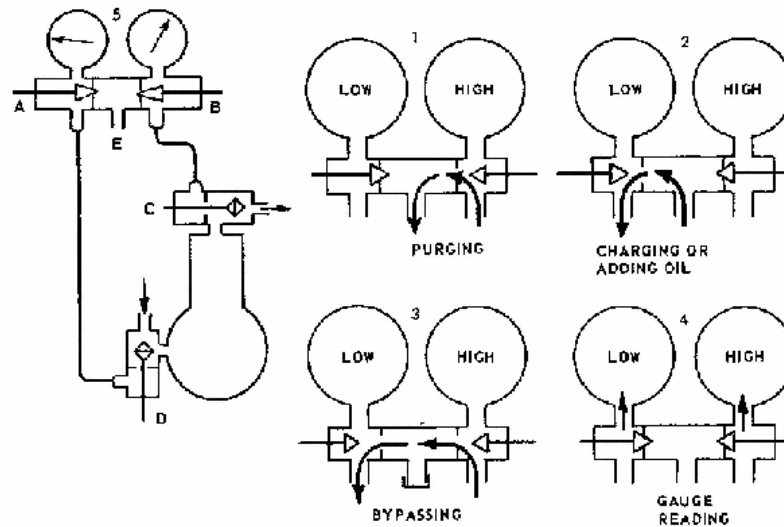 5
A
B
E
C
D
1
LOW
HIGH
PURGING
2
LOW
HIGH
CHARGING OR
ADDING OIL
3
LOW
HIGH
BYPASSING
4
LOW
HIGH
GAUGE
READING